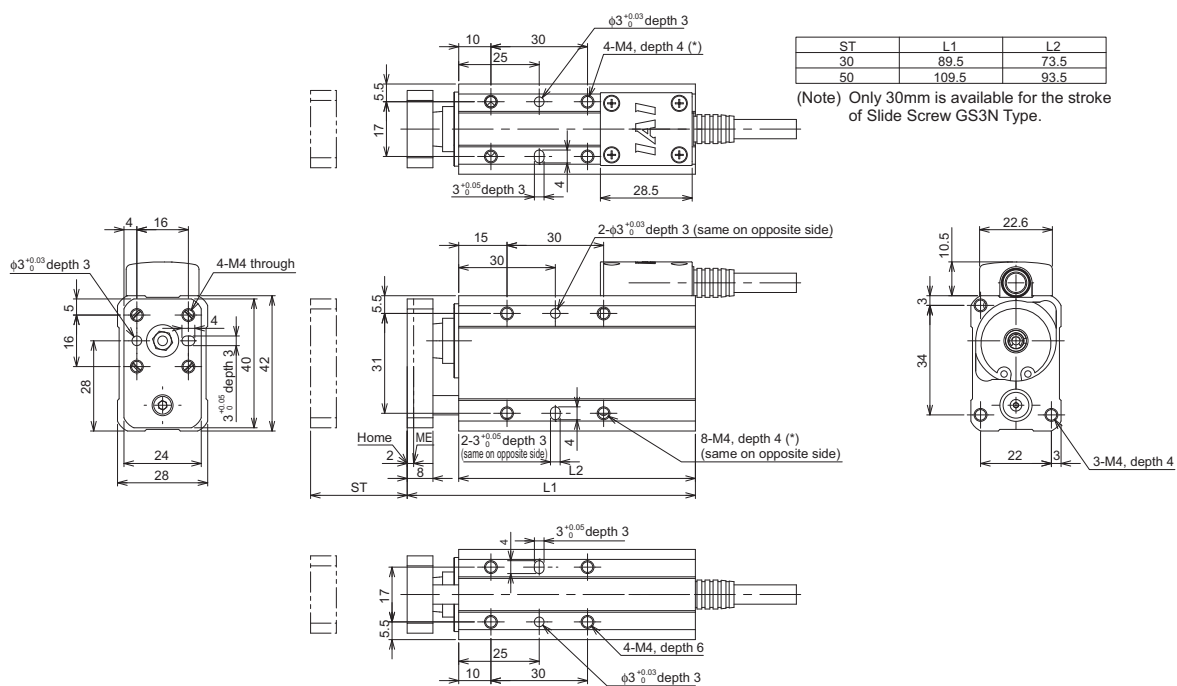 φ3 +0.03 0 depth 3
10
30
4-M4, depth 4 (*)
25
5.5
17
IAI
3 +0.05 0 depth 3
4
28.5
ST L1 L2
30 89.5 73.5
50 109.5 93.5
(Note) Only 30mm is available for the stroke
of Slide Screw GS3N Type.
4
16
φ3 +0.03 0 depth 3
4-M4 through
5
4
16
28
3 +0.05 0 depth 3
40
42
24
28
15
30
2-φ3 +0.03 0 depth 3 (same on opposite side)
30
5.5
31
Home
ME
2
8
2-3 +0.05 0 depth 3
(same on opposite side)
4
8-M4, depth 4 (*)
(same on opposite side)
L2
ST
L1
22.6
10.5
3
34
22
3
3-M4, depth 4
3 +0.05 0 depth 3
4
17
5.5
25
10
30
4-M4, depth 6
φ3 +0.03 0 depth 3